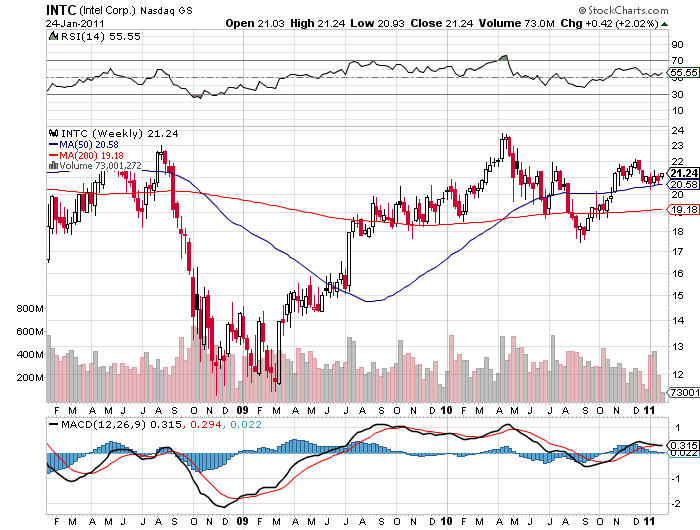 INTC (Intel Corp.) Nasdaq GS © StockCharts.com
24-Jan-2011 Open 21.03 High 21.24 Low 20.93 Close 21.24 Volume 73.0M Chg +0.42 (+2.02%)
RSI(14) 55.55
90
70
55.55
50
30
10
INTC (Weekly) 21.24
MA(50) 20.58
MA(200) 19.18
Volume 73,001,272
24
23
22
21.24
20.58
20
19.18
18
17
16
15
14
13
12
73001
800M
600M
400M
200M
F M A M J J A S O N D 09 F M A M J J A S O N D 10 F M A M J J A S O N D 11
MACD(12,26,9) 0.315, 0.294, 0.022
1
0.315
0.022
-1
-2
F M A M J J A S O N D 09 F M A M J J A S O N D 10 F M A M J J A S O N D 11